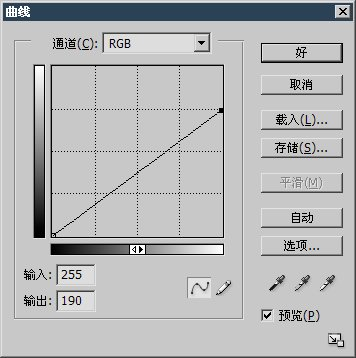 曲线
通道(C): RGB
好
取消
载入(L)...
存储(S)...
平滑(M)
自动
选项...
输入: 255
输出: 190
预览(P)